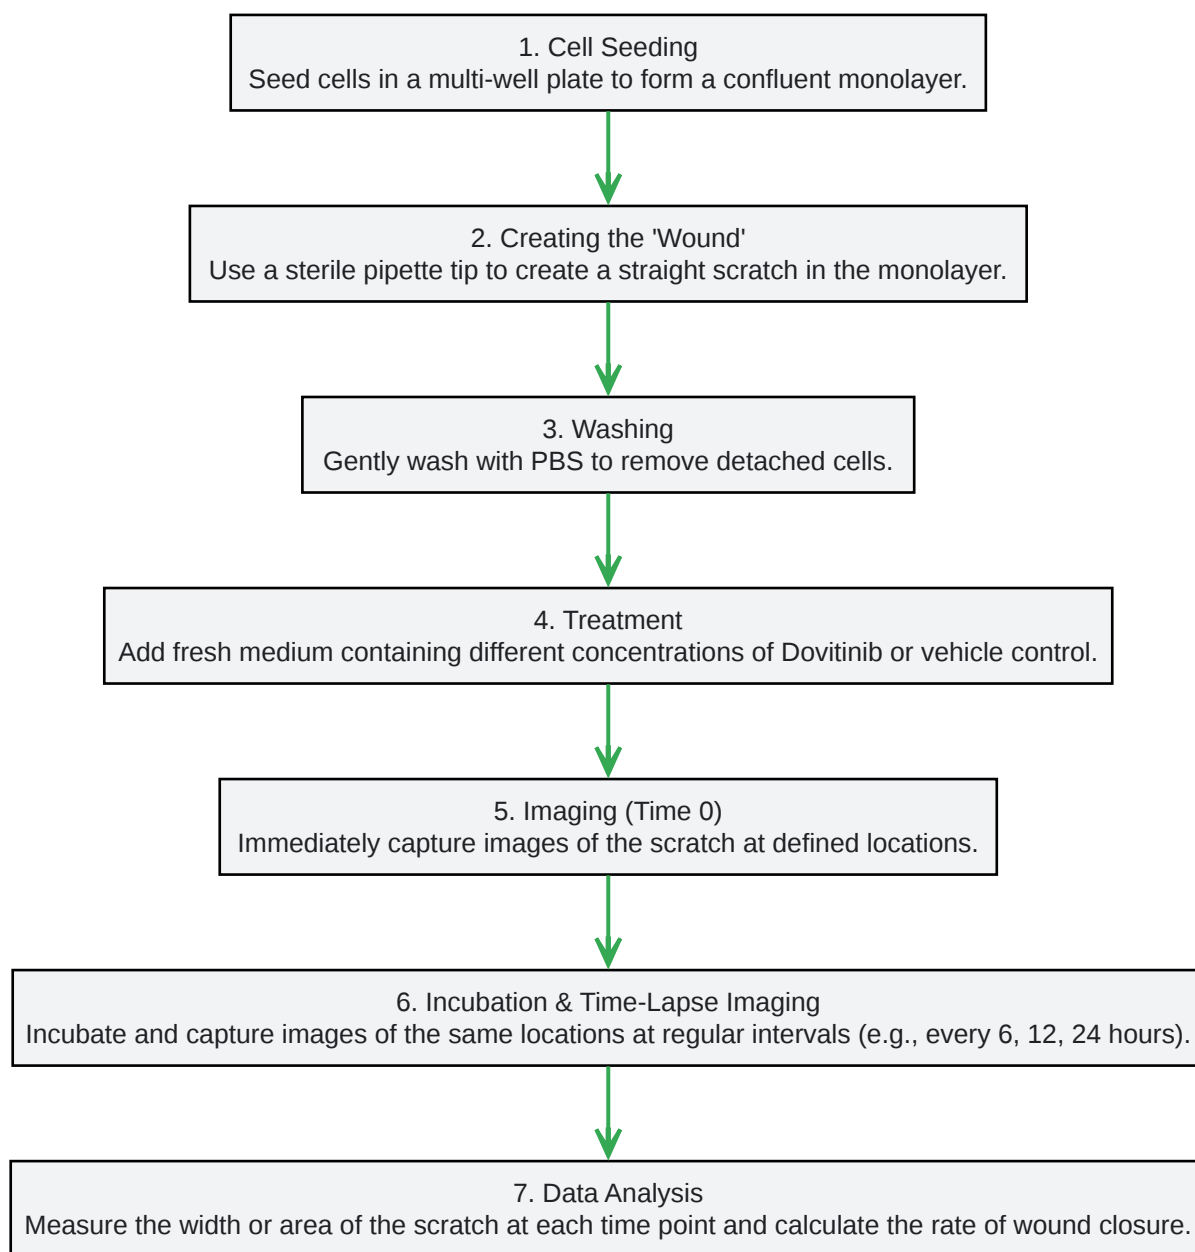 1. Cell Seeding
Seed cells in a multi-well plate to form a confluent monolayer.
2. Creating the 'Wound'
Use a sterile pipette tip to create a straight scratch in the monolayer.
3. Washing
Gently wash with PBS to remove detached cells.
4. Treatment
Add fresh medium containing different concentrations of Dovitinib or vehicle control.
5. Imaging (Time 0)
Immediately capture images of the scratch at defined locations.
6. Incubation & Time-Lapse Imaging
Incubate and capture images of the same locations at regular intervals (e.g., every 6, 12, 24 hours).
7. Data Analysis
Measure the width or area of the scratch at each time point and calculate the rate of wound closure.